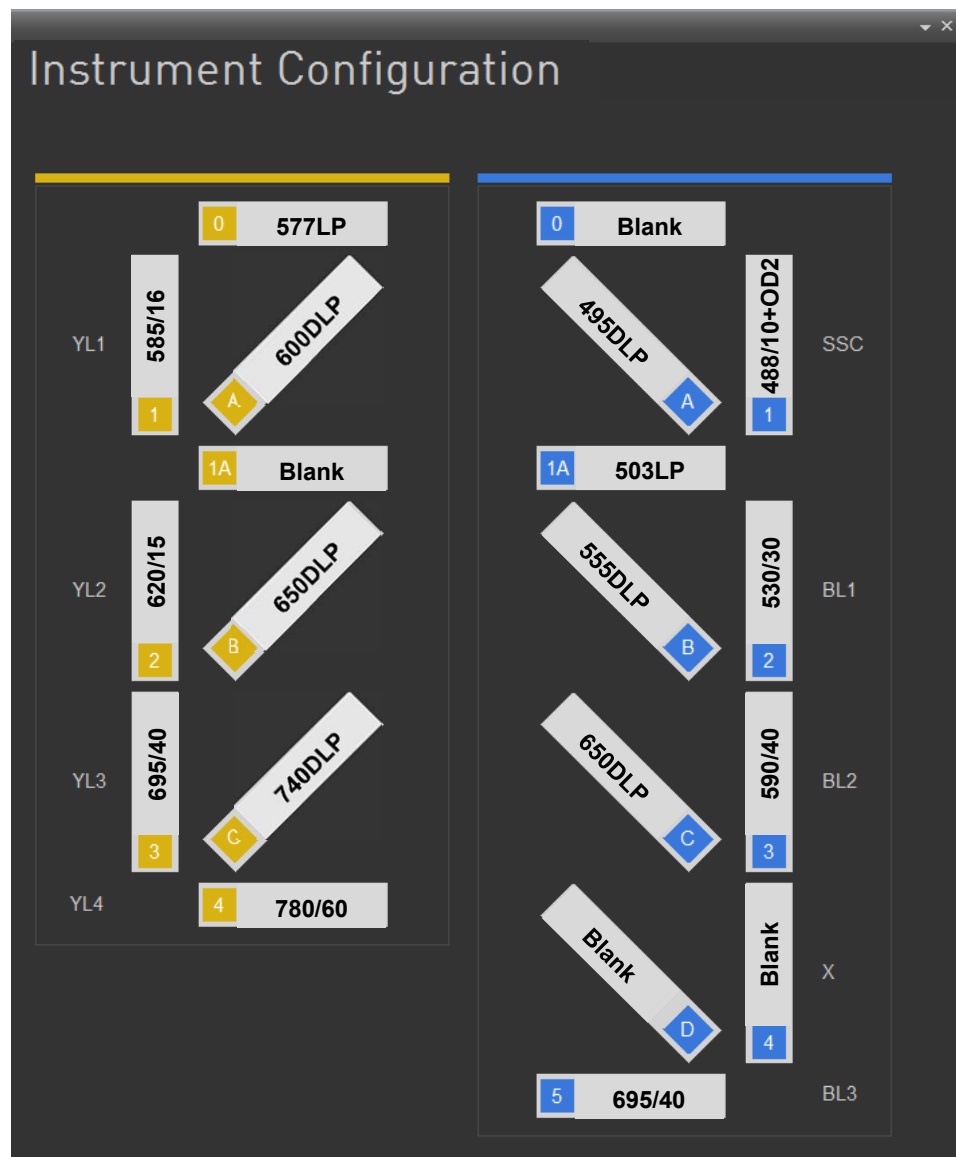 Instrument Configuration
0 577LP
YL1 585/16 1
600DLP A
1A Blank
YL2 620/15 2
650DLP B
YL3 695/40 3
740DLP C
YL4 4 780/60
0 Blank
495DLP A
488/10+OD2 1 SSC
1A 503LP
555DLP B
530/30 2 BL1
650DLP C
590/40 3 BL2
Blank D
Blank 4 X
5 695/40 BL3